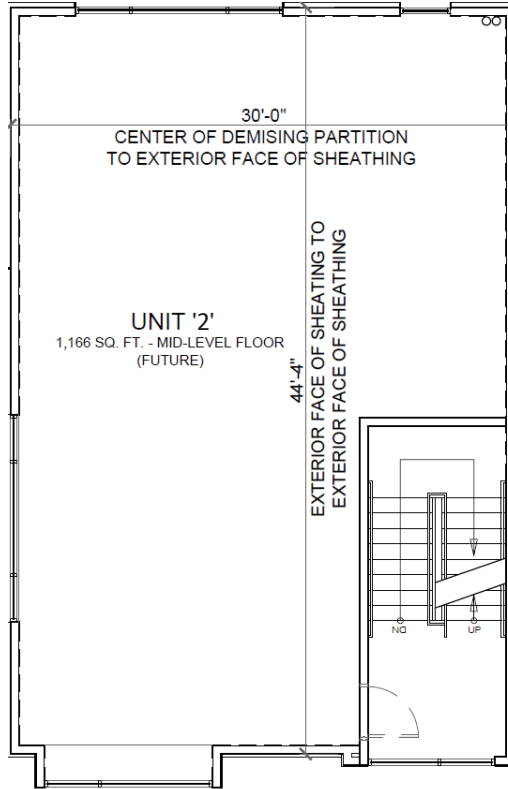 30'-0"
CENTER OF DEMISING PARTITION
TO EXTERIOR FACE OF SHEATHING
UNIT '2'
1,166 SQ. FT. - MID-LEVEL FLOOR
(FUTURE)
44'-4"
EXTERIOR FACE OF SHEATING TO
EXTERIOR FACE OF SHEATHING
DN
UP